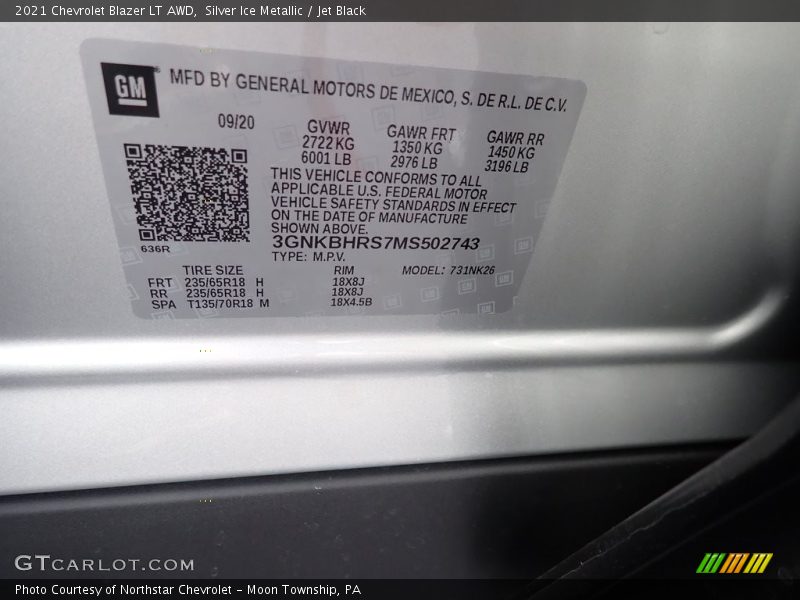 2021 Chevrolet Blazer LT AWD, Silver Ice Metallic / Jet Black
GM
MFD BY GENERAL MOTORS DE MEXICO, S. DE R.L. DE C.V.
09/20 GVWR GAWR FRT GAWR RR
2722 KG 1350 KG 1450 KG
6001 LB 2976 LB 3196 LB
THIS VEHICLE CONFORMS TO ALL
APPLICABLE U.S. FEDERAL MOTOR
VEHICLE SAFETY STANDARDS IN EFFECT
ON THE DATE OF MANUFACTURE
SHOWN ABOVE.
636R
3GNKBHRS7MS502743
TYPE: M.P.V.
TIRE SIZE RIM MODEL: 731NK26
FRT 235/65R18 H 18X8J
RR 235/65R18 H 18X8J
SPA T135/70R18 M 18X4.5B
GTCARLOT.COM
Photo Courtesy of Northstar Chevrolet - Moon Township, PA